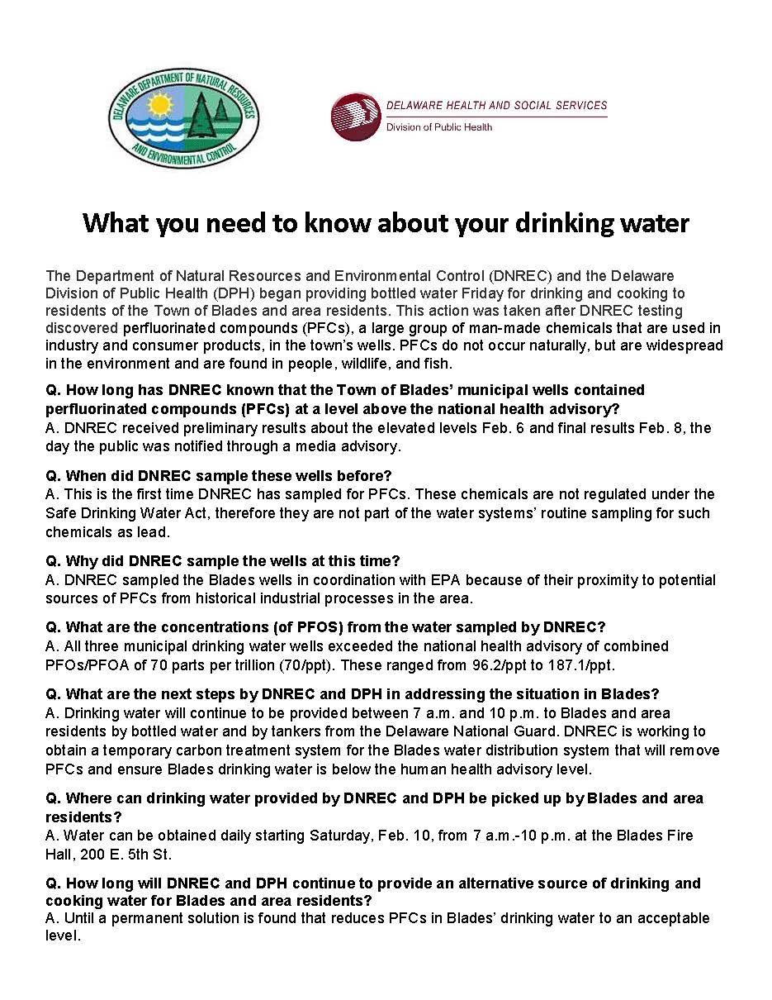 DELAWARE DEPARTMENT OF NATURAL RESOURCES
AND ENVIRONMENTAL CONTROL
DELAWARE HEALTH AND SOCIAL SERVICES
Division of Public Health
What you need to know about your drinking water
The Department of Natural Resources and Environmental Control (DNREC) and the Delaware
Division of Public Health (DPH) began providing bottled water Friday for drinking and cooking to
residents of the Town of Blades and area residents. This action was taken after DNREC testing
discovered perfluorinated compounds (PFCs), a large group of man-made chemicals that are used in
industry and consumer products, in the town's wells. PFCs do not occur naturally, but are widespread
in the environment and are found in people, wildlife, and fish.
Q. How long has DNREC known that the Town of Blades' municipal wells contained
perfluorinated compounds (PFCs) at a level above the national health advisory?
A. DNREC received preliminary results about the elevated levels Feb. 6 and final results Feb. 8, the
day the public was notified through a media advisory.
Q. When did DNREC sample these wells before?
A. This is the first time DNREC has sampled for PFCs. These chemicals are not regulated under the
Safe Drinking Water Act, therefore they are not part of the water systems' routine sampling for such
chemicals as lead.
Q. Why did DNREC sample the wells at this time?
A. DNREC sampled the Blades wells in coordination with EPA because of their proximity to potential
sources of PFCs from historical industrial processes in the area.
Q. What are the concentrations (of PFOS) from the water sampled by DNREC?
A. All three municipal drinking water wells exceeded the national health advisory of combined
PFOs/PFOA of 70 parts per trillion (70/ppt). These ranged from 96.2/ppt to 187.1/ppt.
Q. What are the next steps by DNREC and DPH in addressing the situation in Blades?
A. Drinking water will continue to be provided between 7 a.m. and 10 p.m. to Blades and area
residents by bottled water and by tankers from the Delaware National Guard. DNREC is working to
obtain a temporary carbon treatment system for the Blades water distribution system that will remove
PFCs and ensure Blades drinking water is below the human health advisory level.
Q. Where can drinking water provided by DNREC and DPH be picked up by Blades and area
residents?
A. Water can be obtained daily starting Saturday, Feb. 10, from 7 a.m.-10 p.m. at the Blades Fire
Hall, 200 E. 5th St.
Q. How long will DNREC and DPH continue to provide an alternative source of drinking and
cooking water for Blades and area residents?
A. Until a permanent solution is found that reduces PFCs in Blades' drinking water to an acceptable
level.